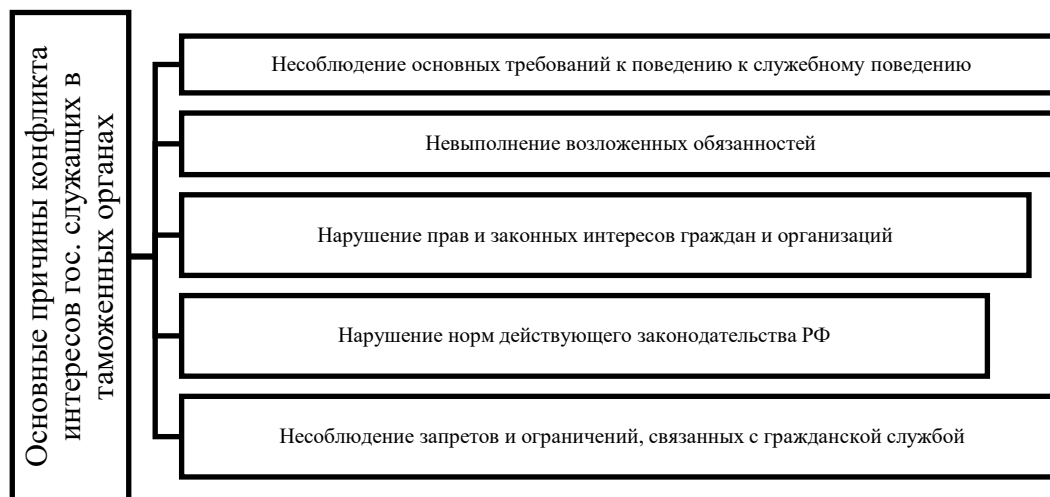 Основные причины конфликта
интересов гос. служащих в
таможенных органах
Несоблюдение основных требований к поведению к служебному поведению
Невыполнение возложенных обязанностей
Нарушение прав и законных интересов граждан и организаций
Нарушение норм действующего законодательства РФ
Несоблюдение запретов и ограничений, связанных с гражданской службой